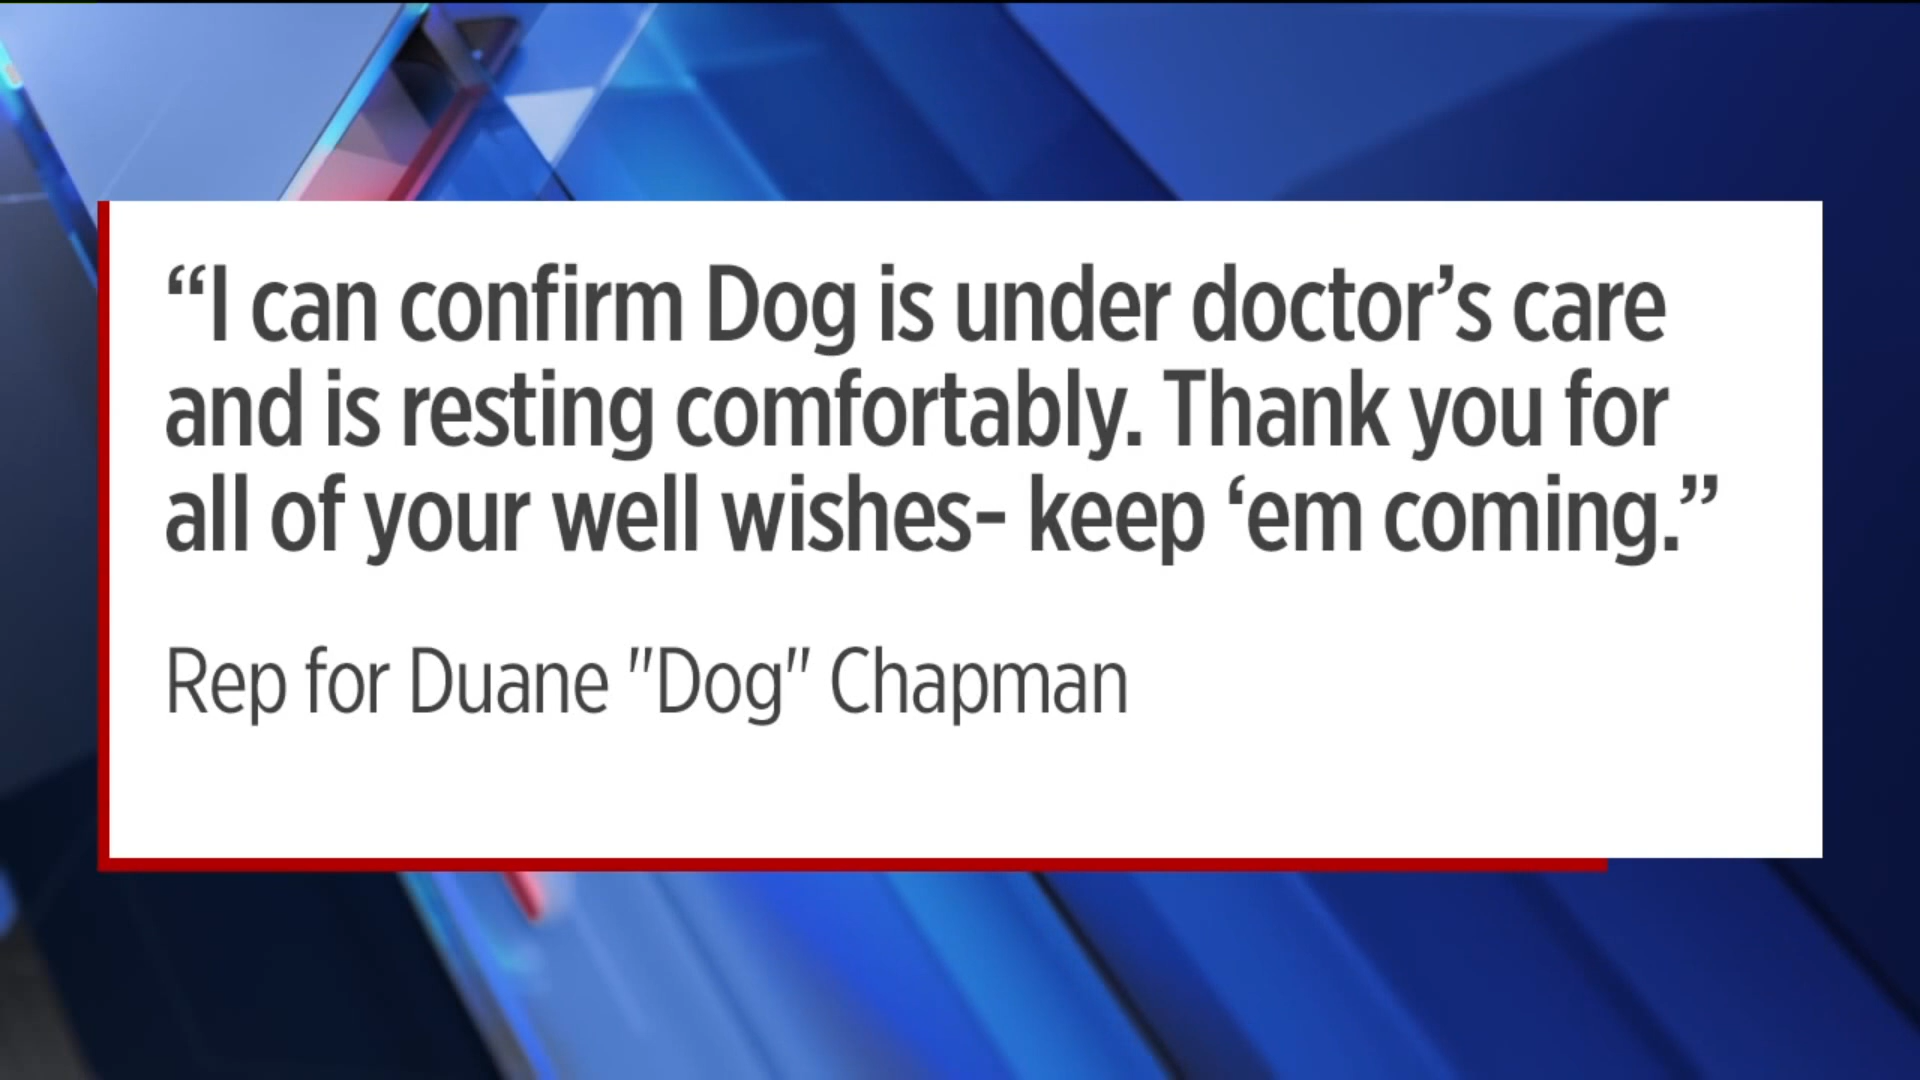 “I can confirm Dog is under doctor’s care
and is resting comfortably. Thank you for
all of your well wishes- keep ‘em coming.”
Rep for Duane "Dog" Chapman